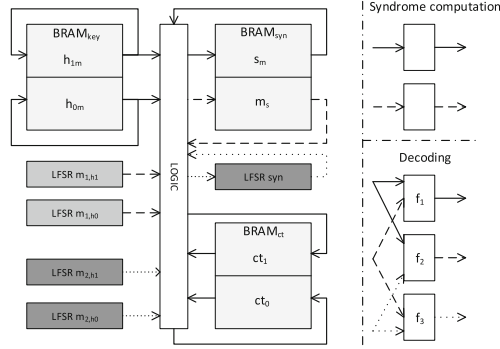 Syndrome computation
BRAMkey
h1m
h0m
BRAMsyn
sm
ms
LOGIC
LFSR m1,h1
LFSR m1,h0
LFSR m2,h1
LFSR m2,h0
LFSR syn
BRAMct
ct1
ct0
Decoding
f1
f2
f3